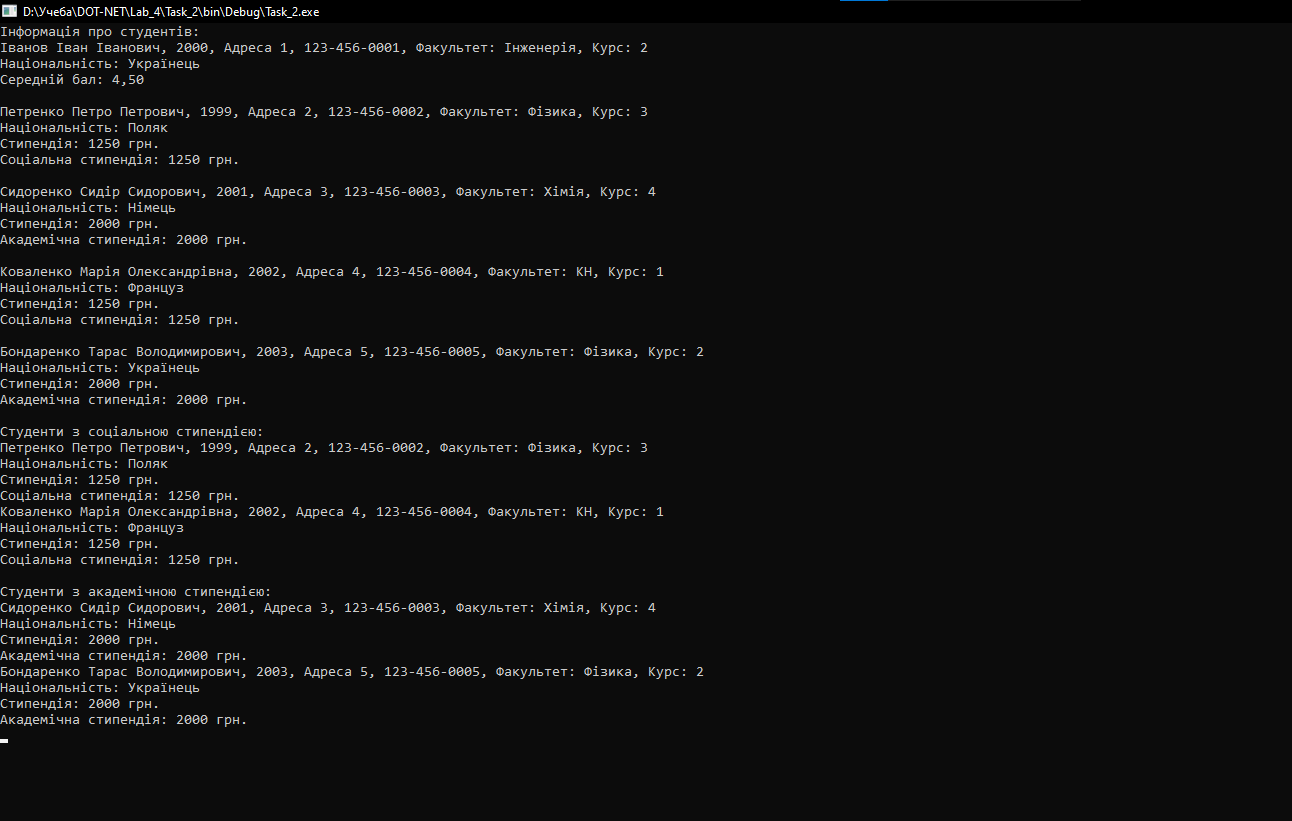 D:\Учеба\DOT-NET\Lab_4\Task_2\bin\Debug\Task_2.exe
Інформація про студентів:
Іванов Іван Іванович, 2000, Адреса 1, 123-456-0001, Факультет: Інженерія, Курс: 2
Національність: Українець
Середній бал: 4,50
Петренко Петро Петрович, 1999, Адреса 2, 123-456-0002, Факультет: Фізика, Курс: 3
Національність: Поляк
Стипендія: 1250 грн.
Соціальна стипендія: 1250 грн.
Сидоренко Сидір Сидорович, 2001, Адреса 3, 123-456-0003, Факультет: Хімія, Курс: 4
Національність: Німець
Стипендія: 2000 грн.
Академічна стипендія: 2000 грн.
Коваленко Марія Олександрівна, 2002, Адреса 4, 123-456-0004, Факультет: КН, Курс: 1
Національність: Француз
Стипендія: 1250 грн.
Соціальна стипендія: 1250 грн.
Бондаренко Тарас Володимирович, 2003, Адреса 5, 123-456-0005, Факультет: Фізика, Курс: 2
Національність: Українець
Стипендія: 2000 грн.
Академічна стипендія: 2000 грн.
Студенти з соціальною стипендією:
Петренко Петро Петрович, 1999, Адреса 2, 123-456-0002, Факультет: Фізика, Курс: 3
Національність: Поляк
Стипендія: 1250 грн.
Соціальна стипендія: 1250 грн.
Коваленко Марія Олександрівна, 2002, Адреса 4, 123-456-0004, Факультет: КН, Курс: 1
Національність: Француз
Стипендія: 1250 грн.
Соціальна стипендія: 1250 грн.
Студенти з академічною стипендією:
Сидоренко Сидір Сидорович, 2001, Адреса 3, 123-456-0003, Факультет: Хімія, Курс: 4
Національність: Німець
Стипендія: 2000 грн.
Академічна стипендія: 2000 грн.
Бондаренко Тарас Володимирович, 2003, Адреса 5, 123-456-0005, Факультет: Фізика, Курс: 2
Національність: Українець
Стипендія: 2000 грн.
Академічна стипендія: 2000 грн.